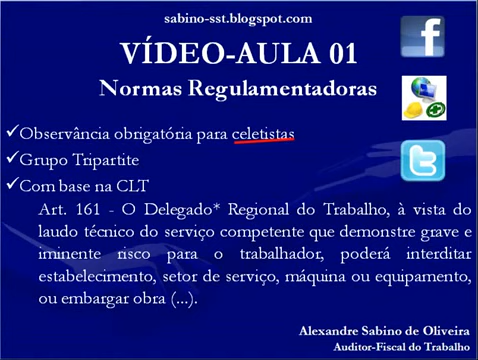 sabino-sst.blogspot.com
VÍDEO-AULA 01
Normas Regulamentadoras
✓Observância obrigatória para celetistas
✓Grupo Tripartite
✓Com base na CLT
Art. 161 - O Delegado* Regional do Trabalho, à vista do
laudo técnico do serviço competente que demonstre grave e
iminente risco para o trabalhador, poderá interditar
estabelecimento, setor de serviço, máquina ou equipamento,
ou embargar obra (...).
Alexandre Sabino de Oliveira
Auditor-Fiscal do Trabalho